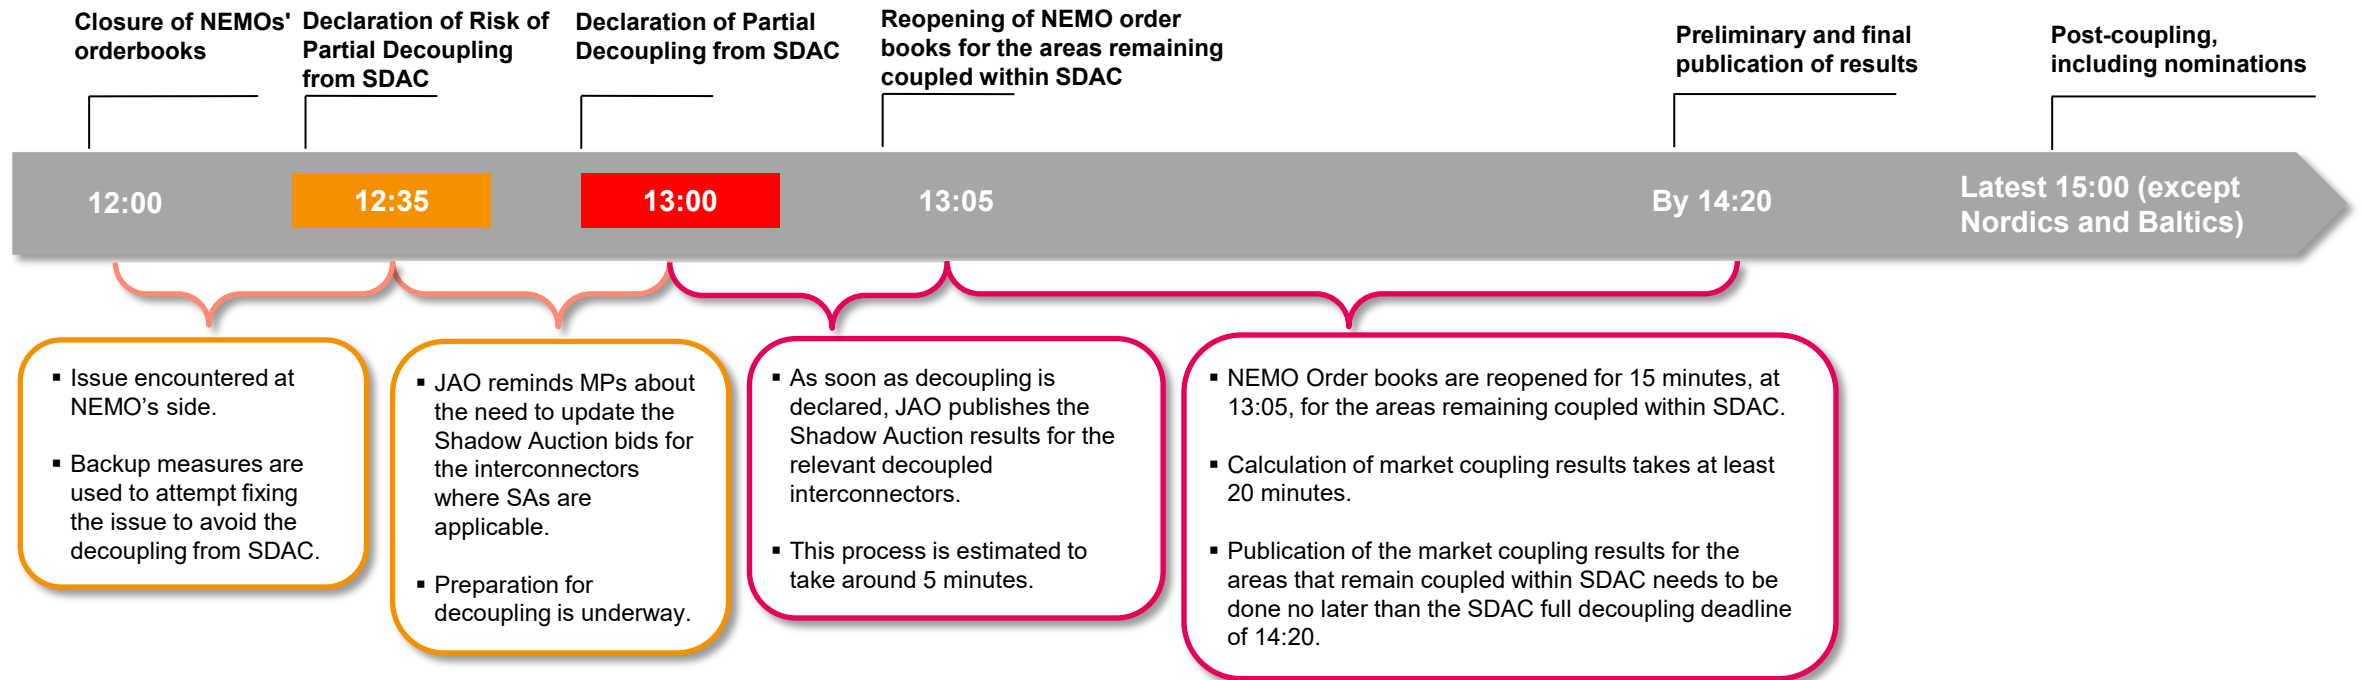 Closure of NEMOs'
orderbooks
Declaration of Risk of
Partial Decoupling
from SDAC
Declaration of Partial
Decoupling from SDAC
Reopening of NEMO order
books for the areas remaining
coupled within SDAC
Preliminary and final
publication of results
Post-coupling,
including nominations
12:00
12:35
13:00
13:05
By 14:20
Latest 15:00 (except
Nordics and Baltics)
▪ Issue encountered at
NEMO’s side.
▪ Backup measures are
used to attempt fixing
the issue to avoid the
decoupling from SDAC.
▪ JAO reminds MPs about
the need to update the
Shadow Auction bids for
the interconnectors
where SAs are
applicable.
▪ Preparation for
decoupling is underway.
▪ As soon as decoupling is
declared, JAO publishes the
Shadow Auction results for the
relevant decoupled
interconnectors.
▪ This process is estimated to
take around 5 minutes.
▪ NEMO Order books are reopened for 15 minutes, at
13:05, for the areas remaining coupled within SDAC.
▪ Calculation of market coupling results takes at least
20 minutes.
▪ Publication of the market coupling results for the
areas that remain coupled within SDAC needs to be
done no later than the SDAC full decoupling deadline
of 14:20.